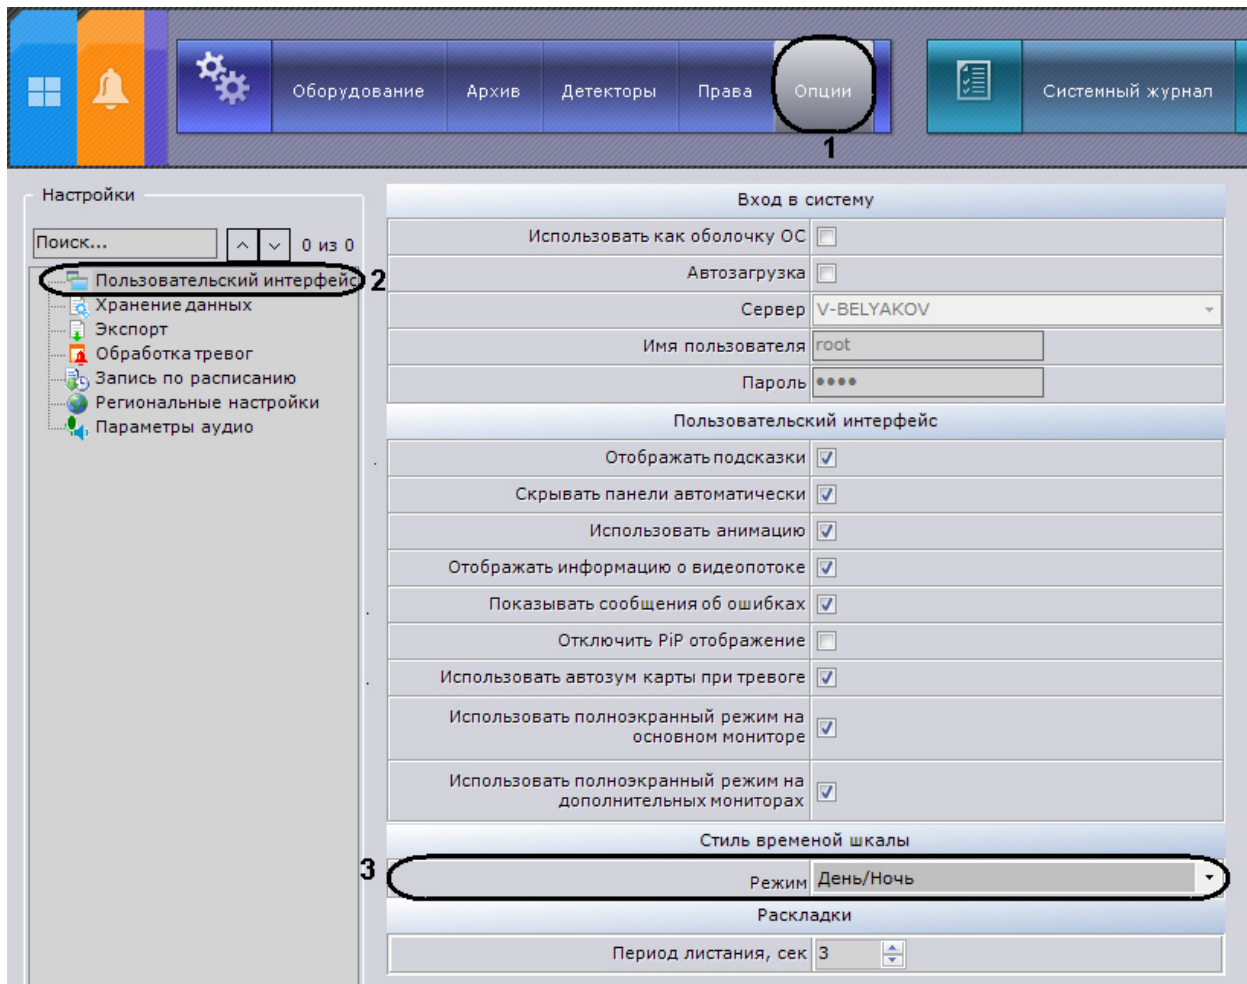 Оборудование
Архив
Детекторы
Права
Опции
Системный журнал
1
Настройки
Поиск...
0 из 0
Пользовательский интерфейс
2
Хранение данных
Экспорт
Обработка тревог
Запись по расписанию
Региональные настройки
Параметры аудио
Вход в систему
Использовать как оболочку ОС
Автозагрузка
Сервер V-BELYAKOV
Имя пользователя root
Пароль ••••
Пользовательский интерфейс
Отображать подсказки
Скрывать панели автоматически
Использовать анимацию
Отображать информацию о видеопотоке
Показывать сообщения об ошибках
Отключить PiP отображение
Использовать автозум карты при тревоге
Использовать полноэкранный режим на
основном мониторе
Использовать полноэкранный режим на
дополнительных мониторах
Стиль временой шкалы
3
Режим День/Ночь
Раскладки
Период листания, сек 3